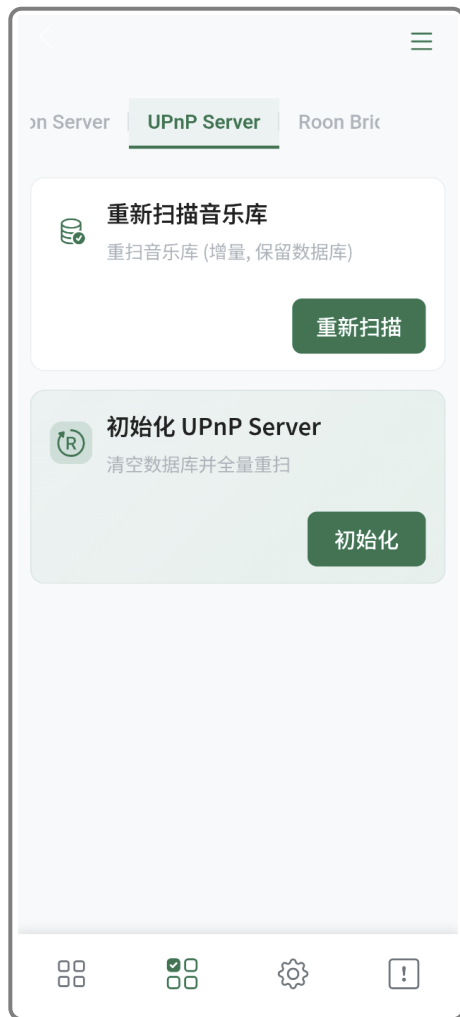 on Server
UPnP Server
Roon Bri
重新扫描音乐库
重扫音乐库 (增量, 保留数据库)
重新扫描
初始化 UPnP Server
清空数据库并全量重扫
初始化